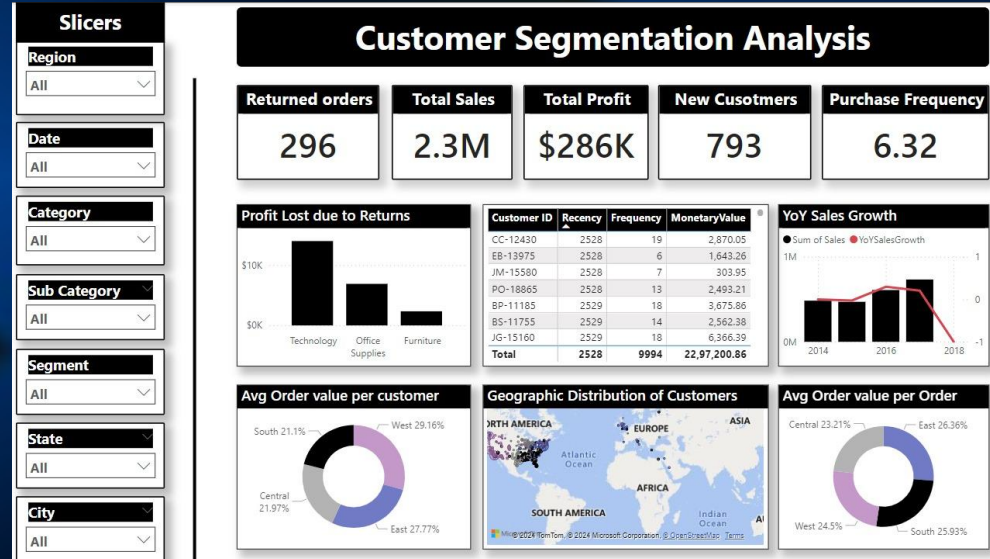 Slicers
Customer Segmentation Analysis
Region
All
Date
All
Category
All
Sub Category
All
Segment
All
State
All
City
All
Returned orders
296
Total Sales
2.3M
Total Profit
$286K
New Cusotmers
793
Purchase Frequency
6.32
Profit Lost due to Returns
$10K
$0K
Technology
Office
Supplies
Furniture
Customer ID Recency Frequency MonetaryValue
CC-12430 2528 19 2,870.05
EB-13975 2528 6 1,643.26
JM-15580 2528 7 303.95
PO-18865 2528 13 2,493.21
BP-11185 2529 18 3,675.86
BS-11755 2529 14 2,562.38
JG-15160 2529 18 6,366.39
Total 2528 9994 22,97,200.86
YoY Sales Growth
Sum of Sales YoYSalesGrowth
1M 1
0
0M -1
2014 2016 2018
Avg Order value per customer
South 21.1%
West 29.16%
Central
21.97%
East 27.77%
Geographic Distribution of Customers
ORTH AMERICA
EUROPE
ASIA
Atlantic
Ocean
AFRICA
SOUTH AMERICA
Indian
Ocean
© 2024 TomTom, © 2024 Microsoft Corporation, © OpenStreetMap Terms
Avg Order value per Order
Central 23.21%
East 26.36%
West 24.5%
South 25.93%